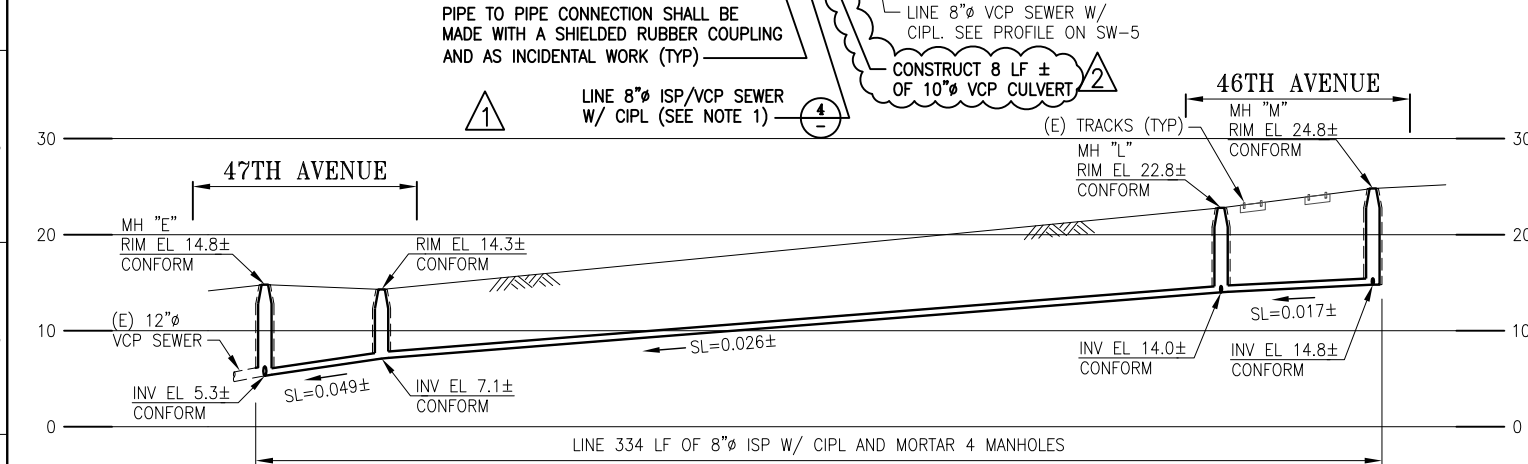 PIPE TO PIPE CONNECTION SHALL BE
MADE WITH A SHIELDED RUBBER COUPLING
AND AS INCIDENTAL WORK (TYP)
LINE 8"ø VCP SEWER W/
CIPL. SEE PROFILE ON SW-5
CONSTRUCT 8 LF ±
OF 10"ø VCP CULVERT
2
1
LINE 8"ø ISP/VCP SEWER
W/ CIPL (SEE NOTE 1)
4
-
46TH AVENUE
(E) TRACKS (TYP)
MH "M"
RIM EL 24.8±
CONFORM
MH "L"
RIM EL 22.8±
CONFORM
30
30
47TH AVENUE
MH "E"
RIM EL 14.8±
CONFORM
RIM EL 14.3±
CONFORM
20
20
(E) 12"ø
VCP SEWER
10
10
SL=0.017±
SL=0.026±
INV EL 14.0±
CONFORM
INV EL 14.8±
CONFORM
INV EL 5.3±
CONFORM
SL=0.049±
INV EL 7.1±
CONFORM
0
0
LINE 334 LF OF 8"ø ISP W/ CIPL AND MORTAR 4 MANHOLES